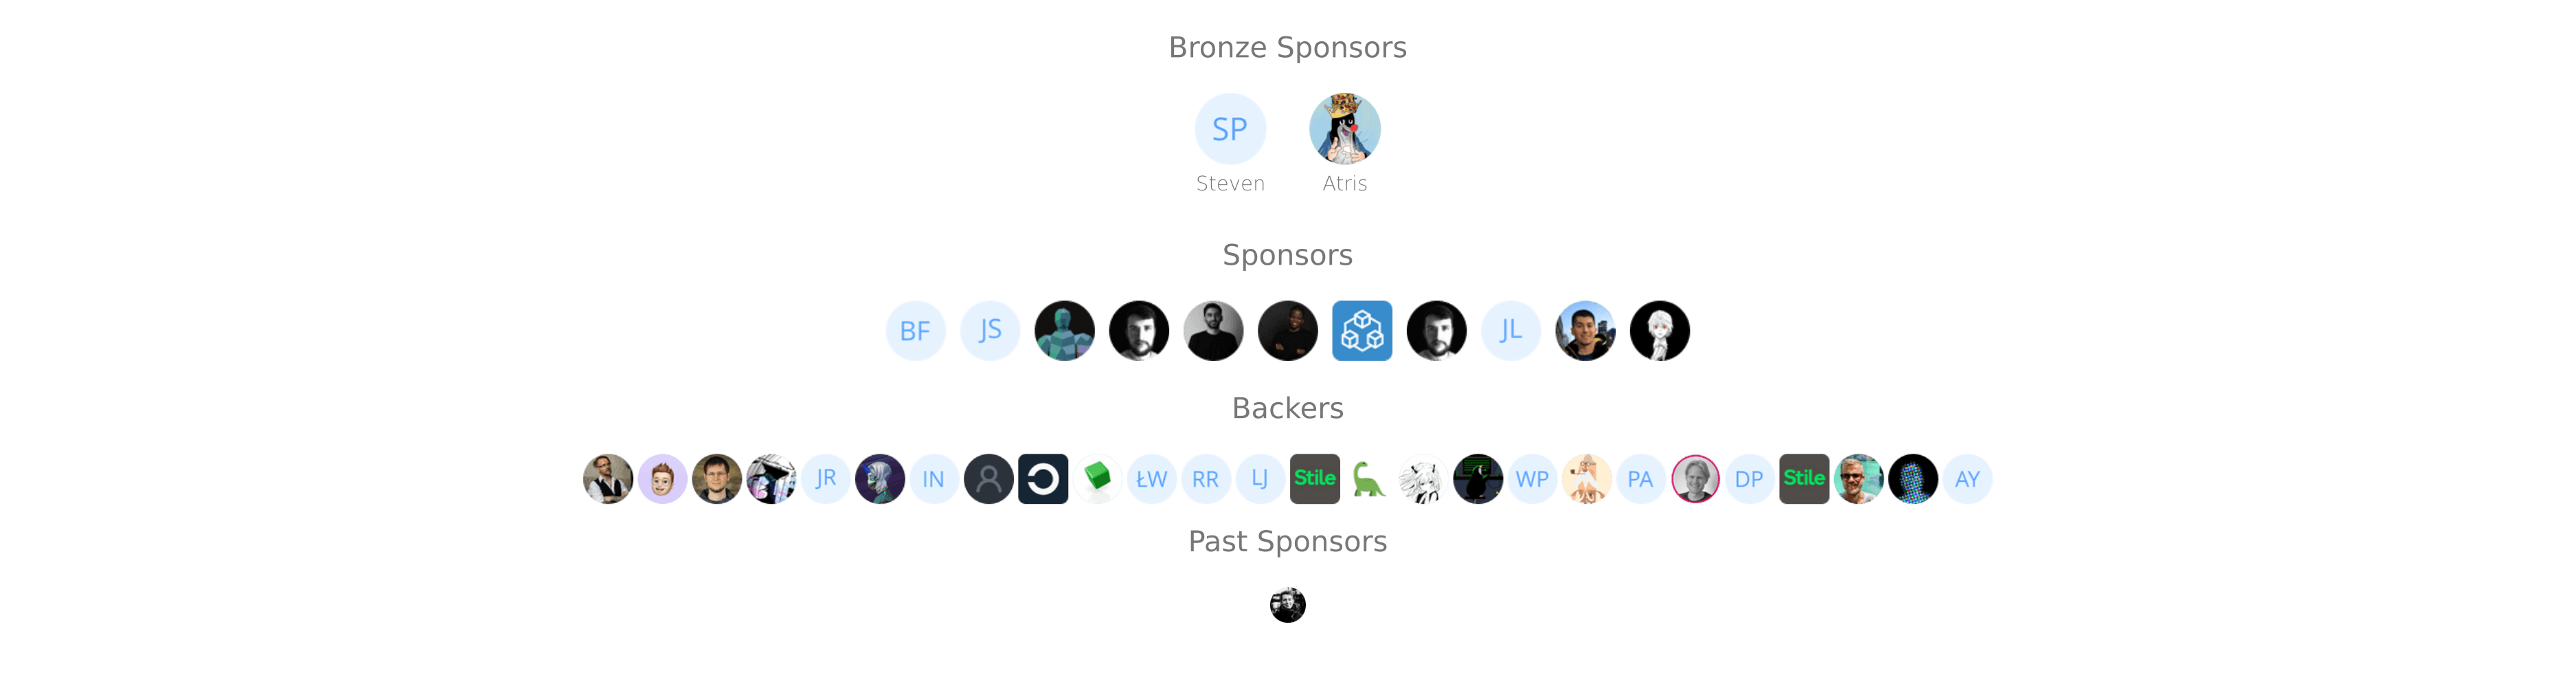 Bronze Sponsors
SP
Steven Atris
Sponsors
BF JS JL
Backers
JR IN ŁW RR LJ Stile WP PA DP Stile AY
Past Sponsors